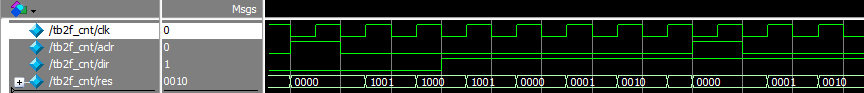 Msgs
/tb2f_cnt/clk 0
/tb2f_cnt/aclr 0
/tb2f_cnt/dir 1
/tb2f_cnt/res 0010 0000 1001 1000 1001 0000 0001 0010 0000 0001 0010